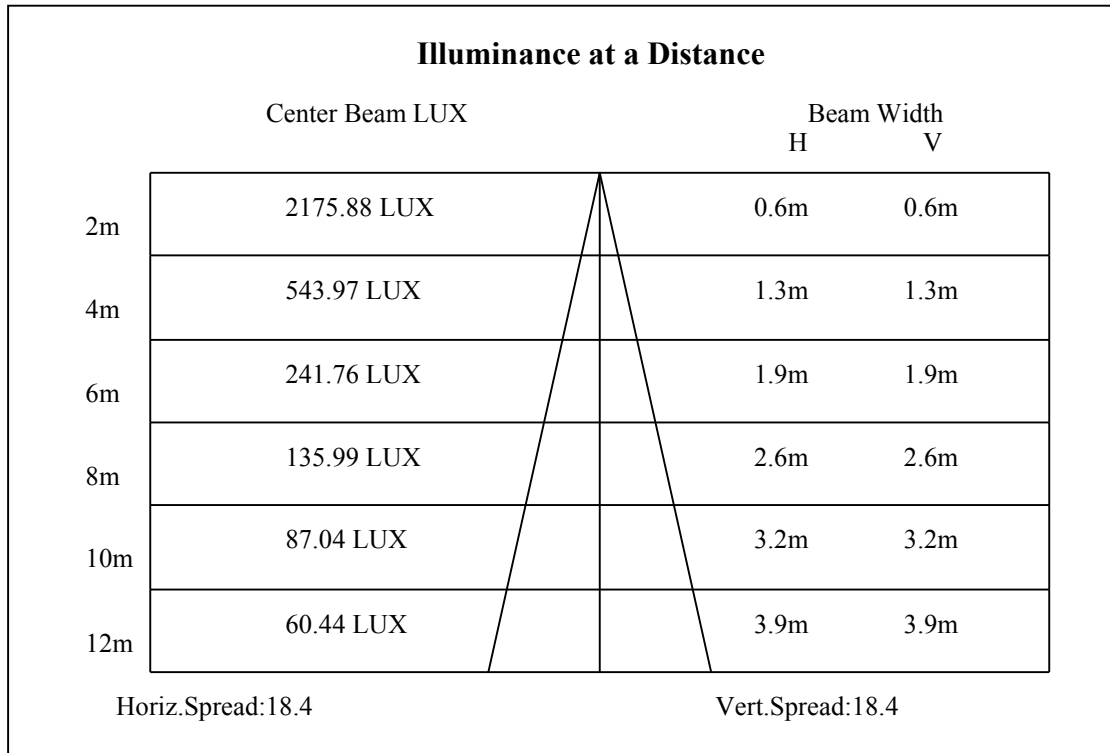 Illuminance at a Distance
Center Beam LUX Beam Width
H V
2m 2175.88 LUX 0.6m 0.6m
4m 543.97 LUX 1.3m 1.3m
6m 241.76 LUX 1.9m 1.9m
8m 135.99 LUX 2.6m 2.6m
10m 87.04 LUX 3.2m 3.2m
12m 60.44 LUX 3.9m 3.9m
Horiz.Spread:18.4 Vert.Spread:18.4